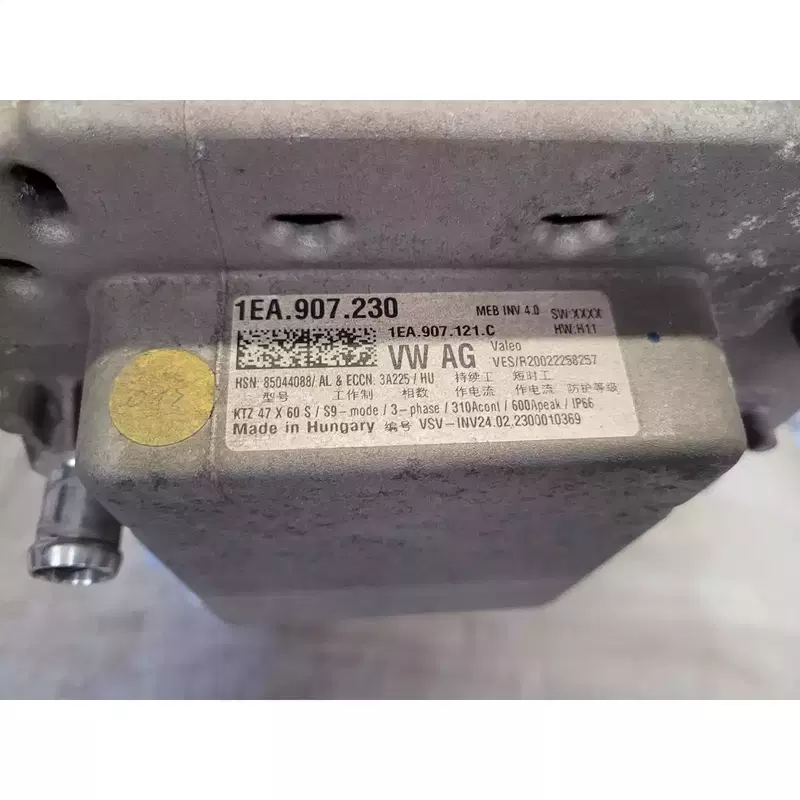 1EA.907.230 MEB INV 4.0 SW:XXXX
1EA.907.121.C HW:H11
VW AG Valeo VES/R20022258257
HSN: 85044088/ AL & ECCN: 3A225 / HU 持续工 短时工
型号 工作制 相数 作电流 作电流 防护等级
KTZ 47 X 60 S / S9-mode / 3-phase / 310Acont / 600Apeak / IP66
Made in Hungary 编号 VSV-INV24.02.2300010369